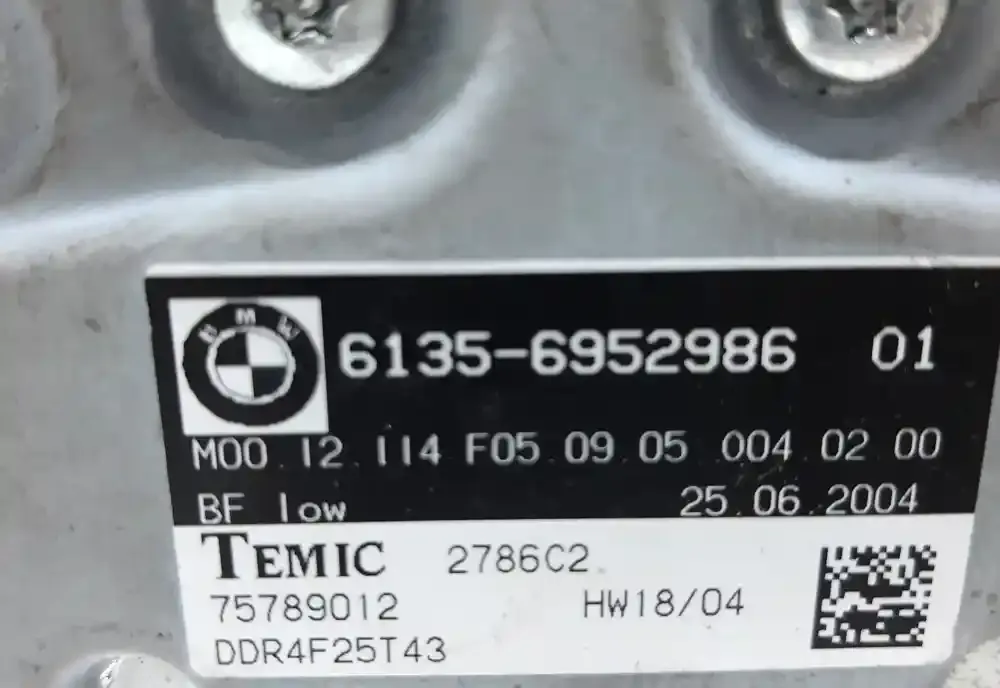 BMW
6135-6952986 01
M00.12.114 F05.09.05 004.02.00
BF low 25.06.2004
TEMIC 2786C2
75789012 HW18/04
DDR4F25T43